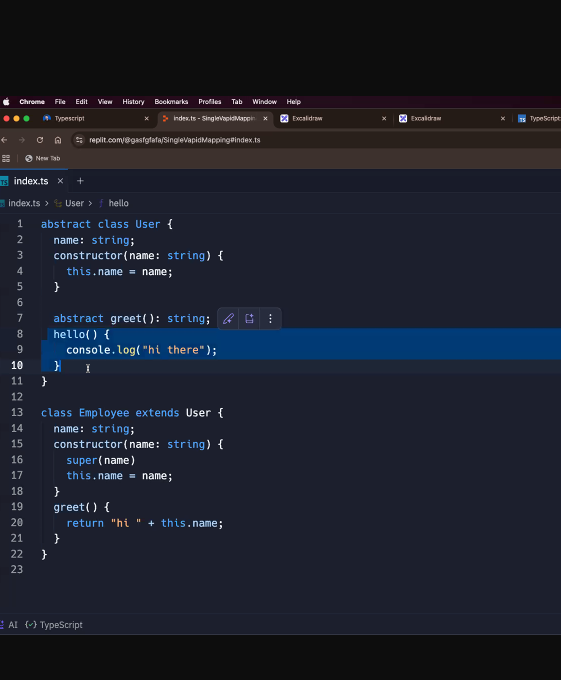 Chrome File Edit View History Bookmarks Profiles Tab Window Help
Typescript × index.ts - SingleVapidMappin × Excalidraw × Excalidraw × TypeScript
replit.com/@gasfgfafa/SingleVapidMapping#index.ts
New Tab
TS index.ts × +
index.ts > User > f hello
1 abstract class User {
2 name: string;
3 constructor(name: string) {
4 this.name = name;
5 }
6
7 abstract greet(): string;
8 hello() {
9 console.log("hi there");
10 }
11 }
12
13 class Employee extends User {
14 name: string;
15 constructor(name: string) {
16 super(name)
17 this.name = name;
18 }
19 greet() {
20 return "hi " + this.name;
21 }
22 }
23
AI {✓} TypeScript